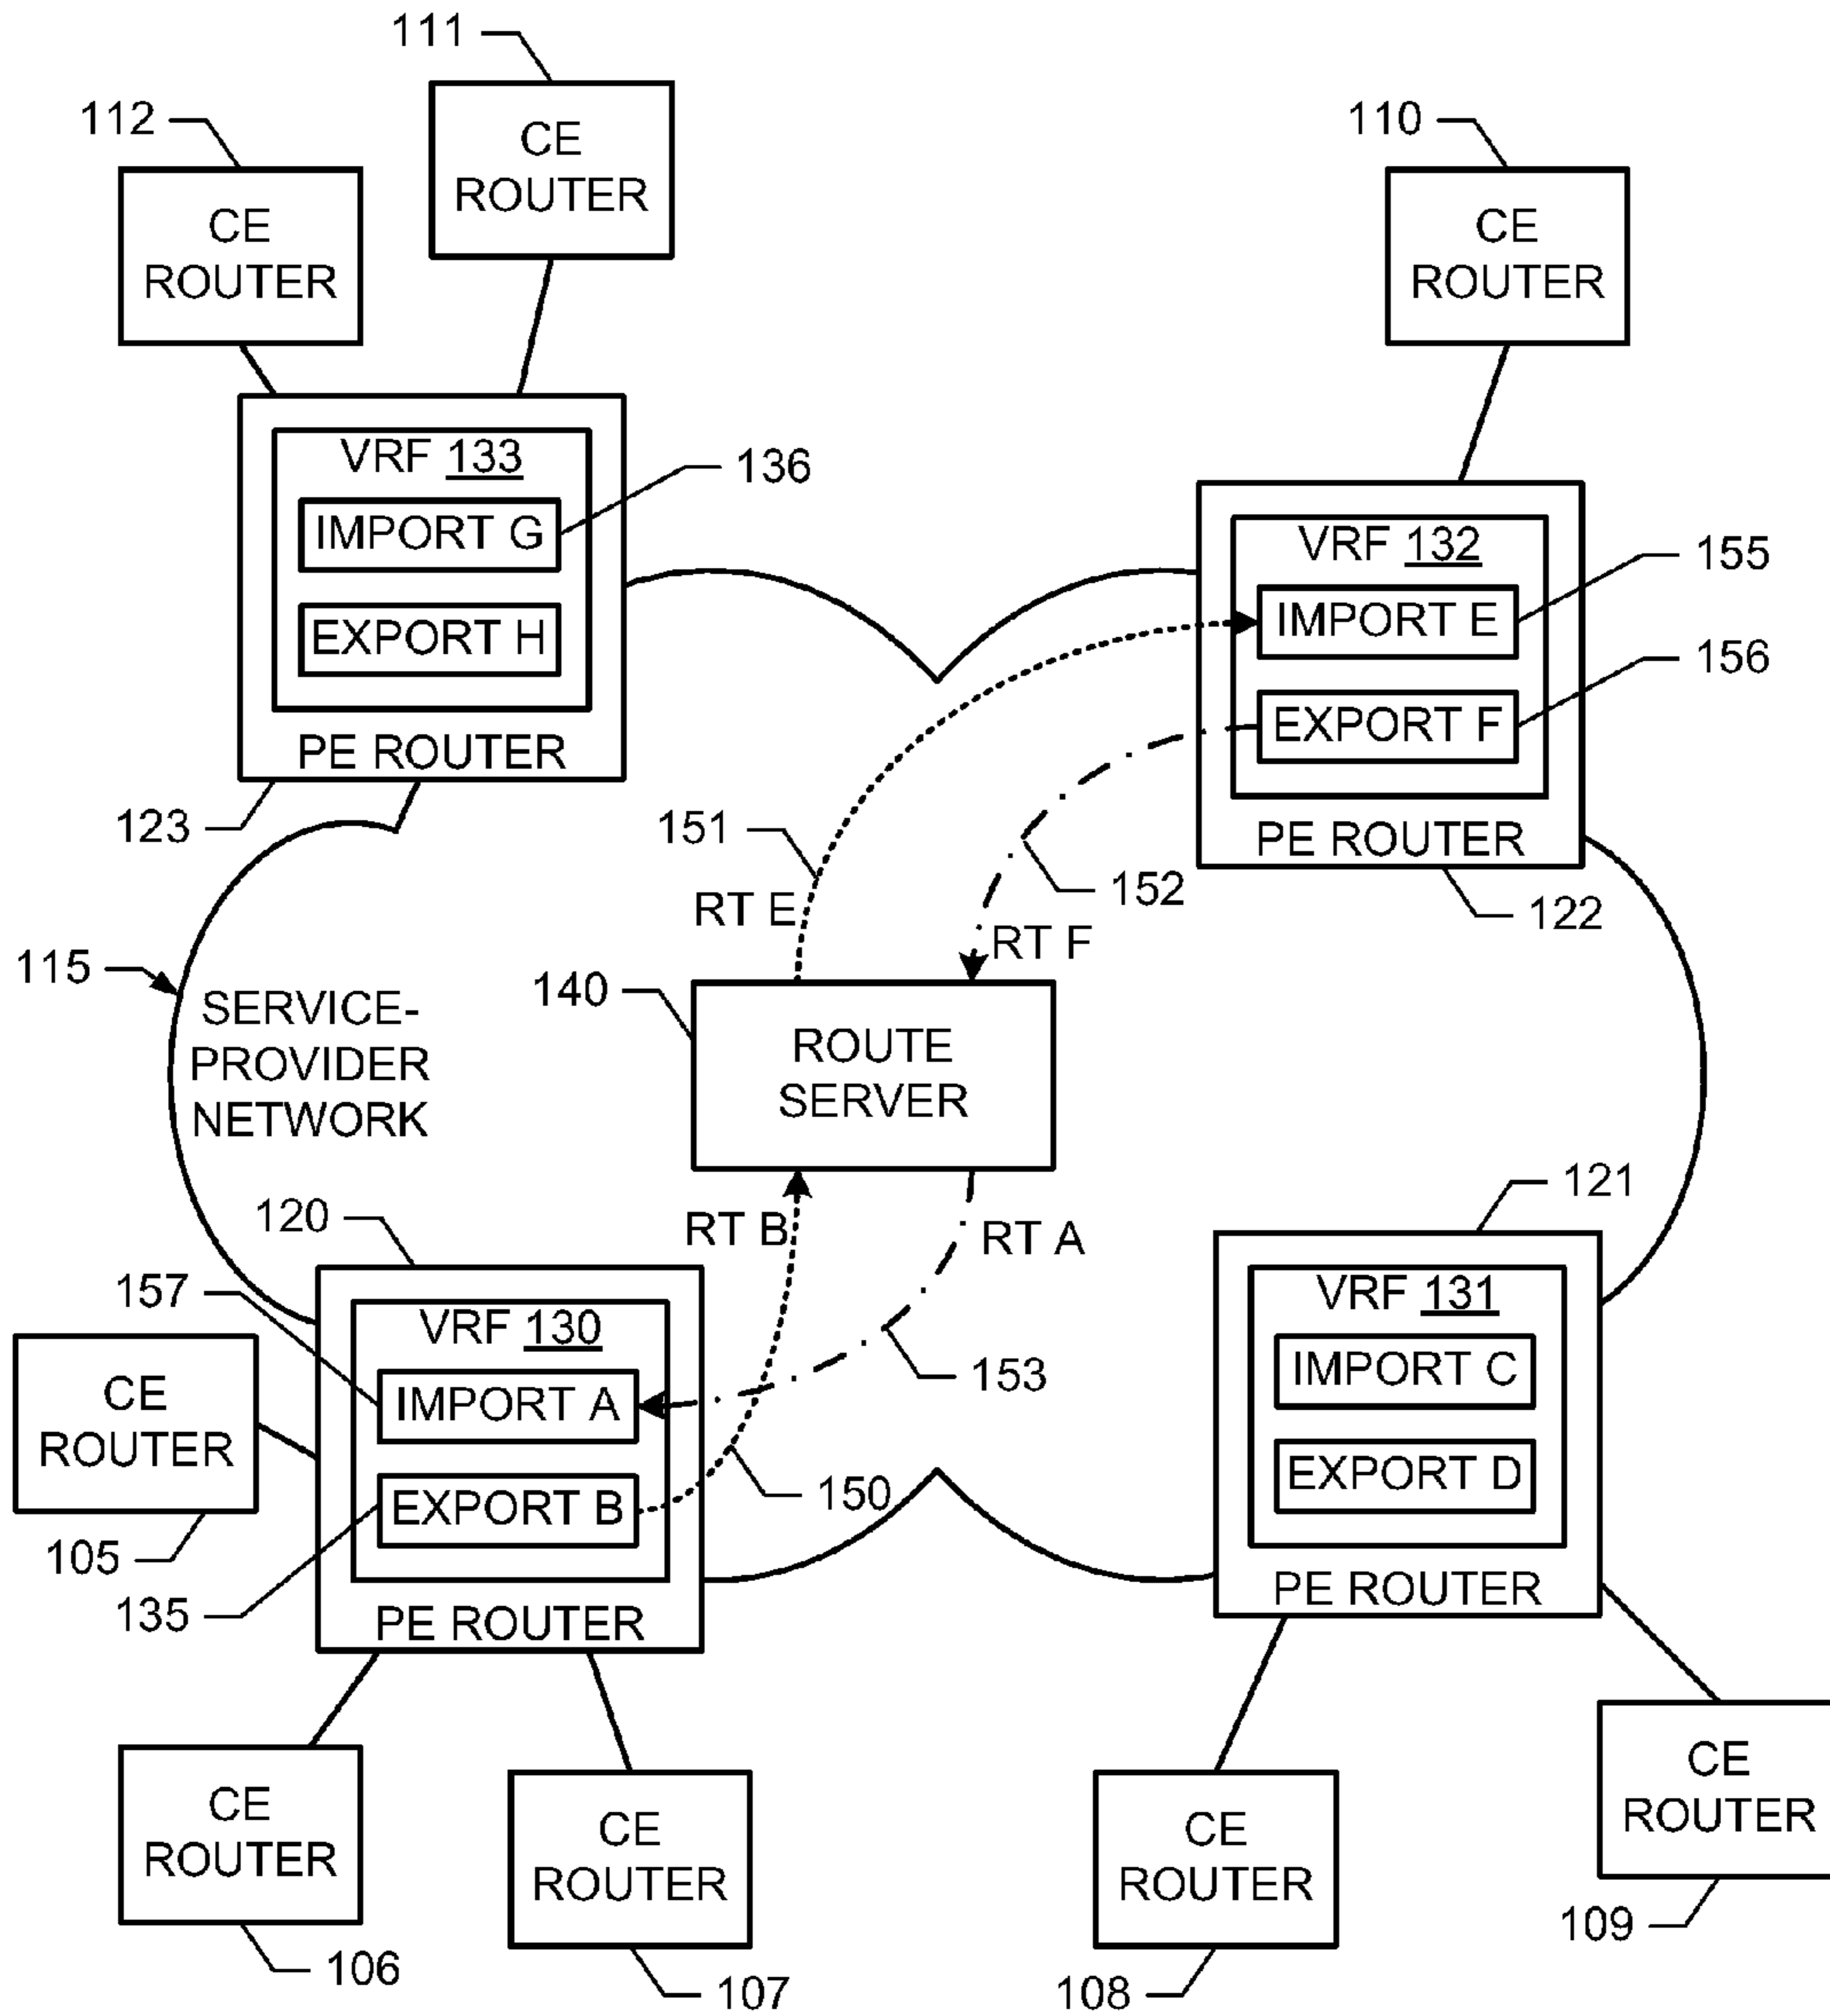 111
112
CE
ROUTER
110
CE
ROUTER
CE
ROUTER
VRF 133
136
IMPORT G
EXPORT H
PE ROUTER
123
VRF 132
155
IMPORT E
156
EXPORT F
PE ROUTER
122
151
152
RT E
RT F
115
SERVICE-
PROVIDER
NETWORK
140
ROUTE
SERVER
120
RT B
RT A
121
157
VRF 130
IMPORT A
EXPORT B
PE ROUTER
153
150
VRF 131
IMPORT C
EXPORT D
PE ROUTER
CE
ROUTER
105
135
CE
ROUTER
106
CE
ROUTER
107
CE
ROUTER
108
CE
ROUTER
109